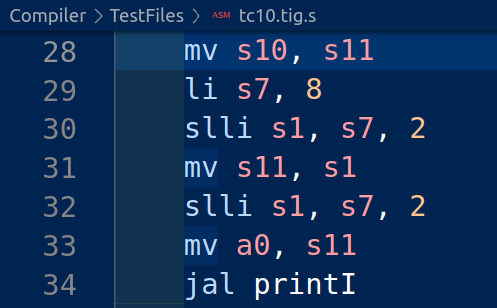 Compiler > TestFiles > ASM tc10.tig.s
28 mv s10, s11
29 li s7, 8
30 slli s1, s7, 2
31 mv s11, s1
32 slli s1, s7, 2
33 mv a0, s11
34 jal printI